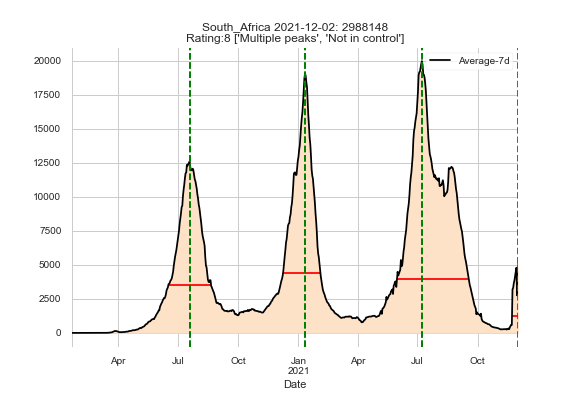 South_Africa 2021-12-02: 2988148
Rating:8 ['Multiple peaks', 'Not in control']
Average-7d
20000
17500
15000
12500
10000
7500
5000
2500
0
Apr Jul Oct Jan Apr Jul Oct
2021
Date